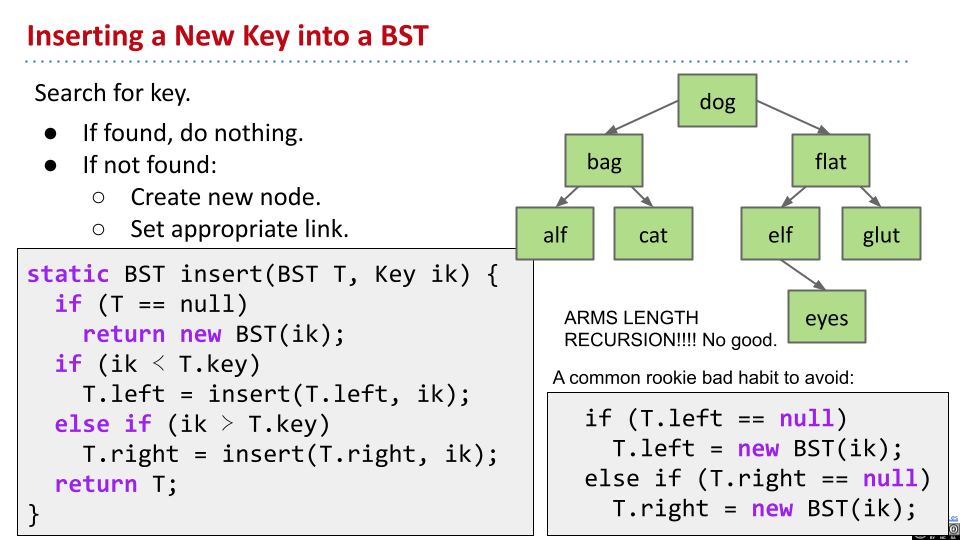 Inserting a New Key into a BST
Search for key.
● If found, do nothing.
● If not found:
○ Create new node.
○ Set appropriate link.
static BST insert(BST T, Key ik) {
  if (T == null)
    return new BST(ik);
  if (ik < T.key)
    T.left = insert(T.left, ik);
  else if (ik > T.key)
    T.right = insert(T.right, ik);
  return T;
}
dog
bag
flat
alf
cat
elf
glut
eyes
ARMS LENGTH
RECURSION!!!! No good.
A common rookie bad habit to avoid:
if (T.left == null)
  T.left = new BST(ik);
else if (T.right == null)
  T.right = new BST(ik);